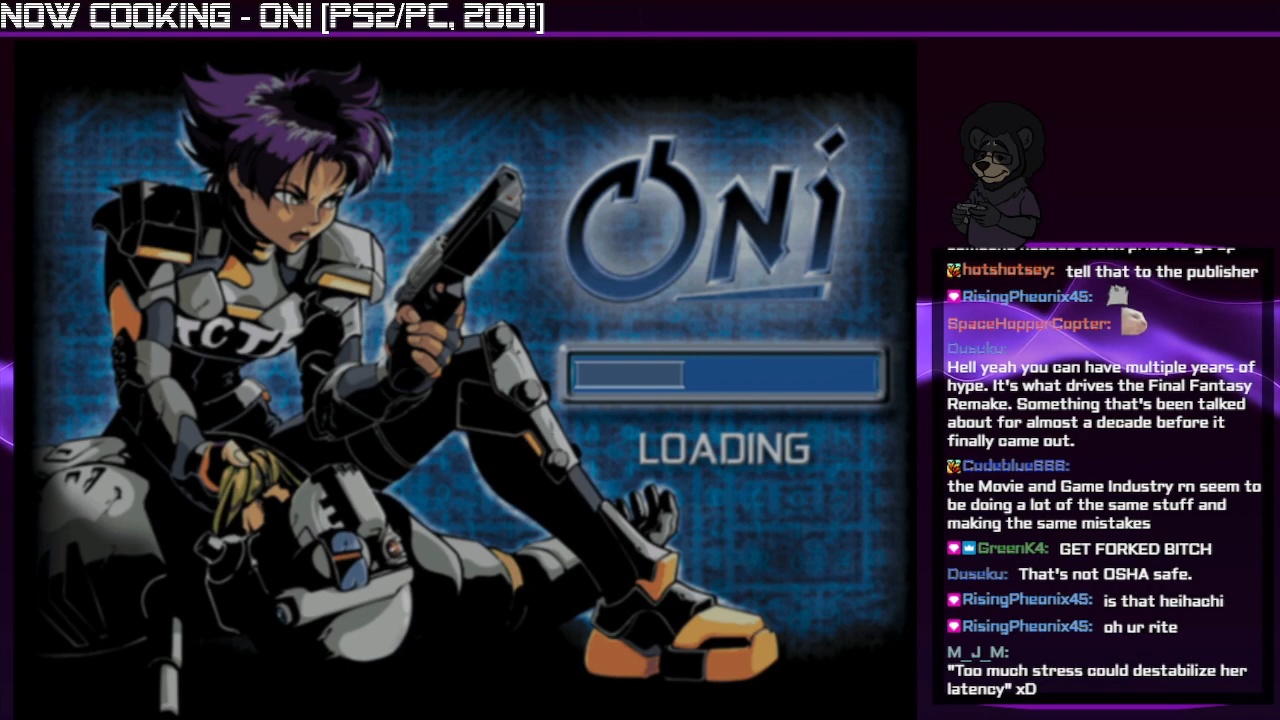 NOW COOKING - ONI [PS2/PC, 2001]
ONI
TCTF
LOADING
hotshotsey: tell that to the publisher
RisingPheonix45:
SpaceHopperCopter:
Duseku:
Hell yeah you can have multiple years of
hype. It's what drives the Final Fantasy
Remake. Something that's been talked
about for almost a decade before it
finally came out.
Codeblue666:
the Movie and Game Industry rn seem to
be doing a lot of the same stuff and
making the same mistakes
GreenK4: GET FORKED BITCH
Duseku: That's not OSHA safe.
RisingPheonix45: is that heihachi
RisingPheonix45: oh ur rite
M_J_M:
"Too much stress could destabilize her
latency" xD